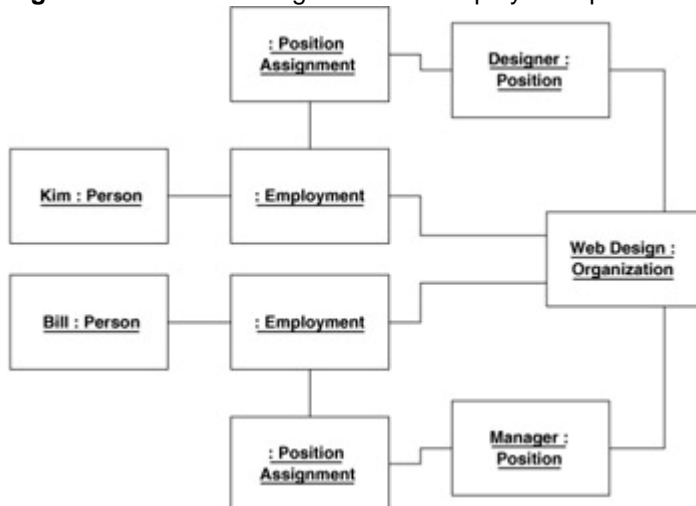 : Position
Assignment
Designer :
Position
Kim : Person
: Employment
Web Design :
Organization
Bill : Person
: Employment
Manager :
Position
: Position
Assignment